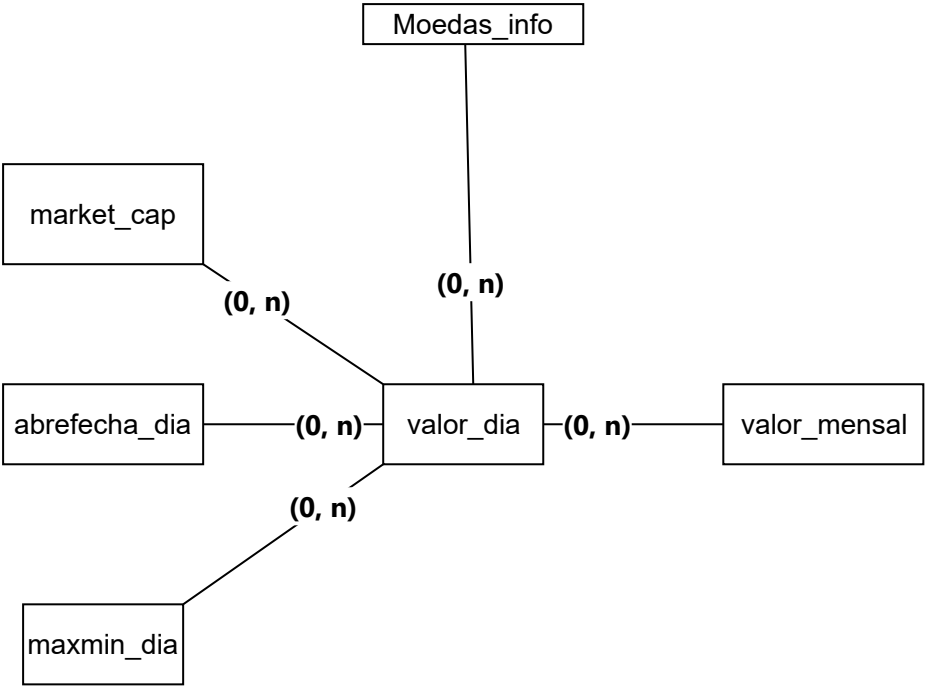 Moedas_info
market_cap
(0, n)
(0, n)
abrefecha_dia
(0, n)
valor_dia
(0, n)
valor_mensal
(0, n)
maxmin_dia